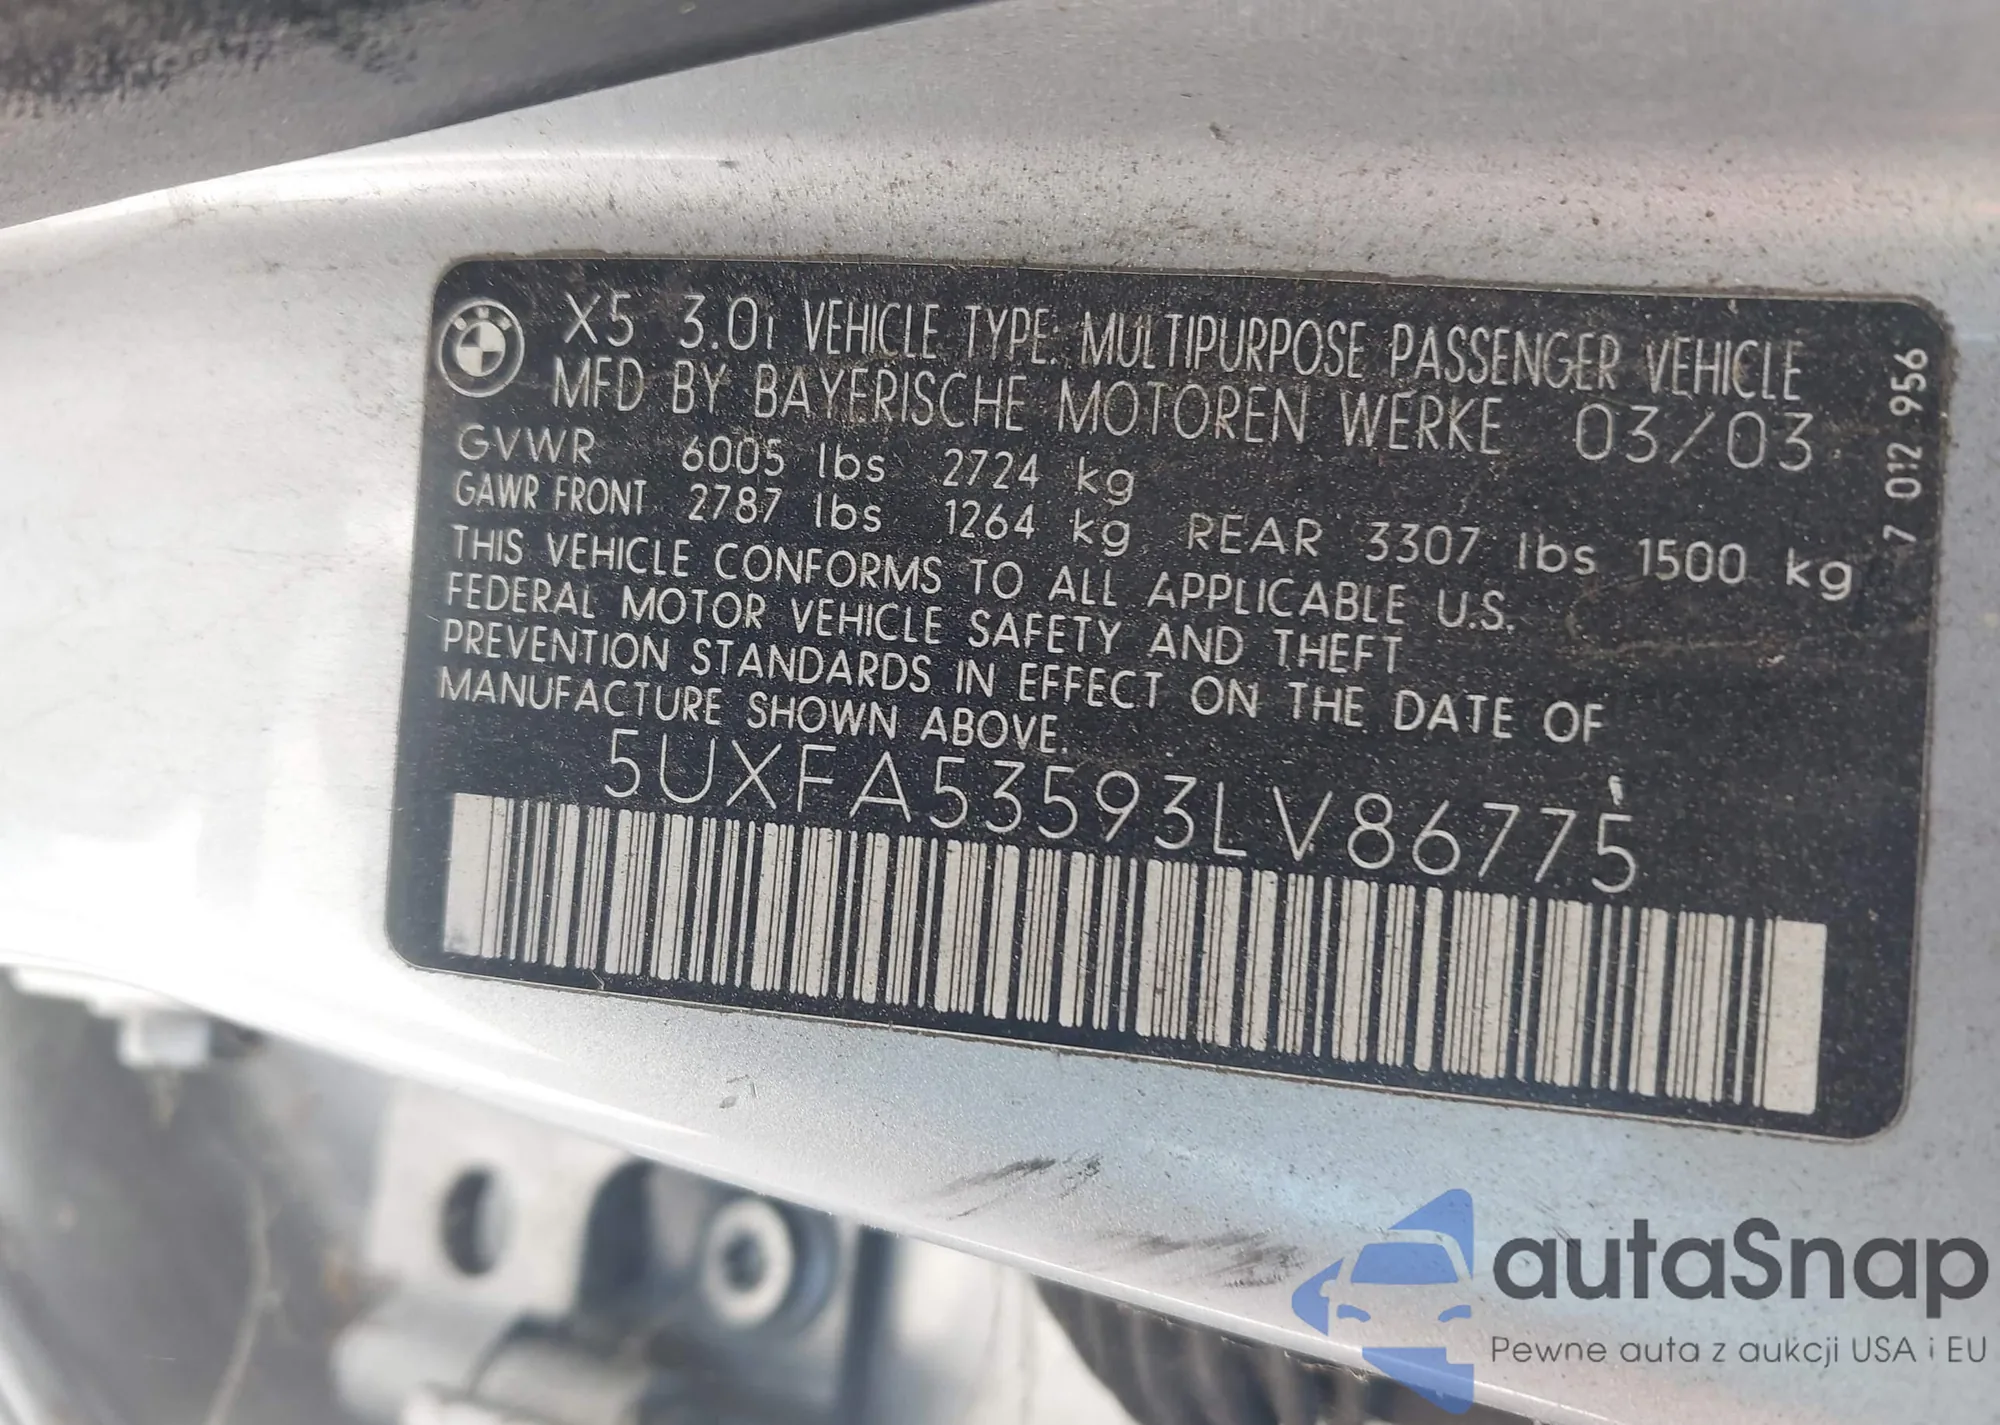 X5 3.0i VEHICLE TYPE: MULTIPURPOSE PASSENGER VEHICLE
MFD BY BAYERISCHE MOTOREN WERKE 03/03
GVWR 6005 lbs 2724 kg
GAWR FRONT 2787 lbs 1264 kg REAR 3307 lbs 1500 kg
THIS VEHICLE CONFORMS TO ALL APPLICABLE U.S.
FEDERAL MOTOR VEHICLE SAFETY AND THEFT
PREVENTION STANDARDS IN EFFECT ON THE DATE OF
MANUFACTURE SHOWN ABOVE.
5UXFA53593LV86775
7 012 956
BMW
autaSnap
Pewne auta z aukcji USA i EU